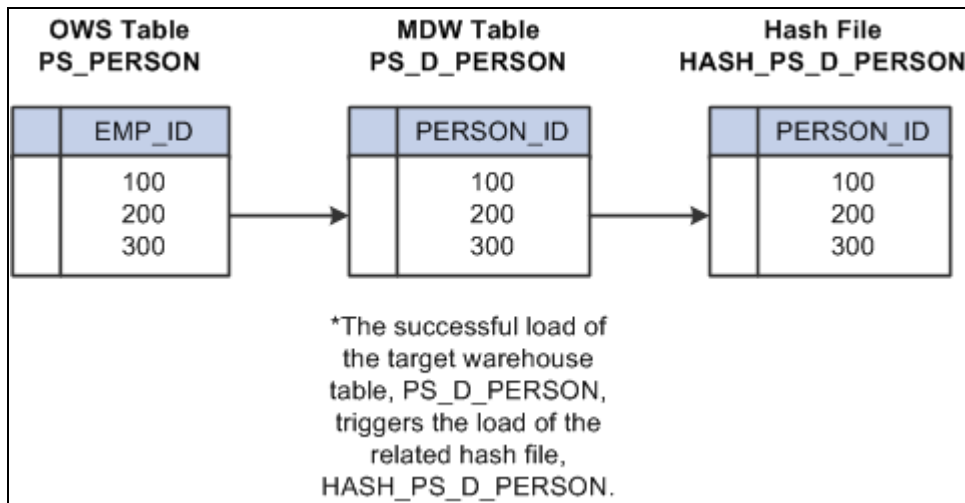 OWS Table
PS_PERSON
MDW Table
PS_D_PERSON
Hash File
HASH_PS_D_PERSON
EMP_ID
100
200
300
PERSON_ID
100
200
300
PERSON_ID
100
200
300
*The successful load of
the target warehouse
table, PS_D_PERSON,
triggers the load of the
related hash file,
HASH_PS_D_PERSON.